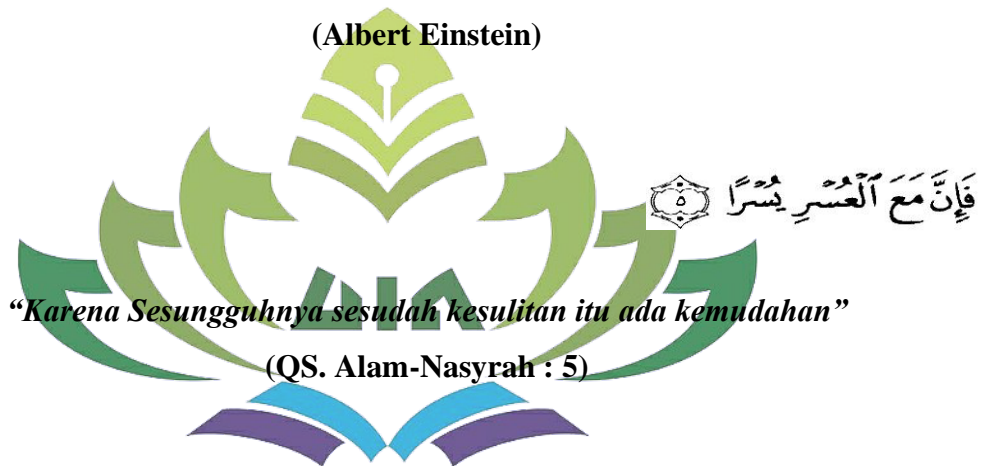 (Albert Einstein)
فَإِنَّ مَعَ ٱلْعُسْرِ يُسْرًا ۝٥
“Karena Sesungguhnya sesudah kesulitan itu ada kemudahan”
(QS. Alam-Nasyrah : 5)